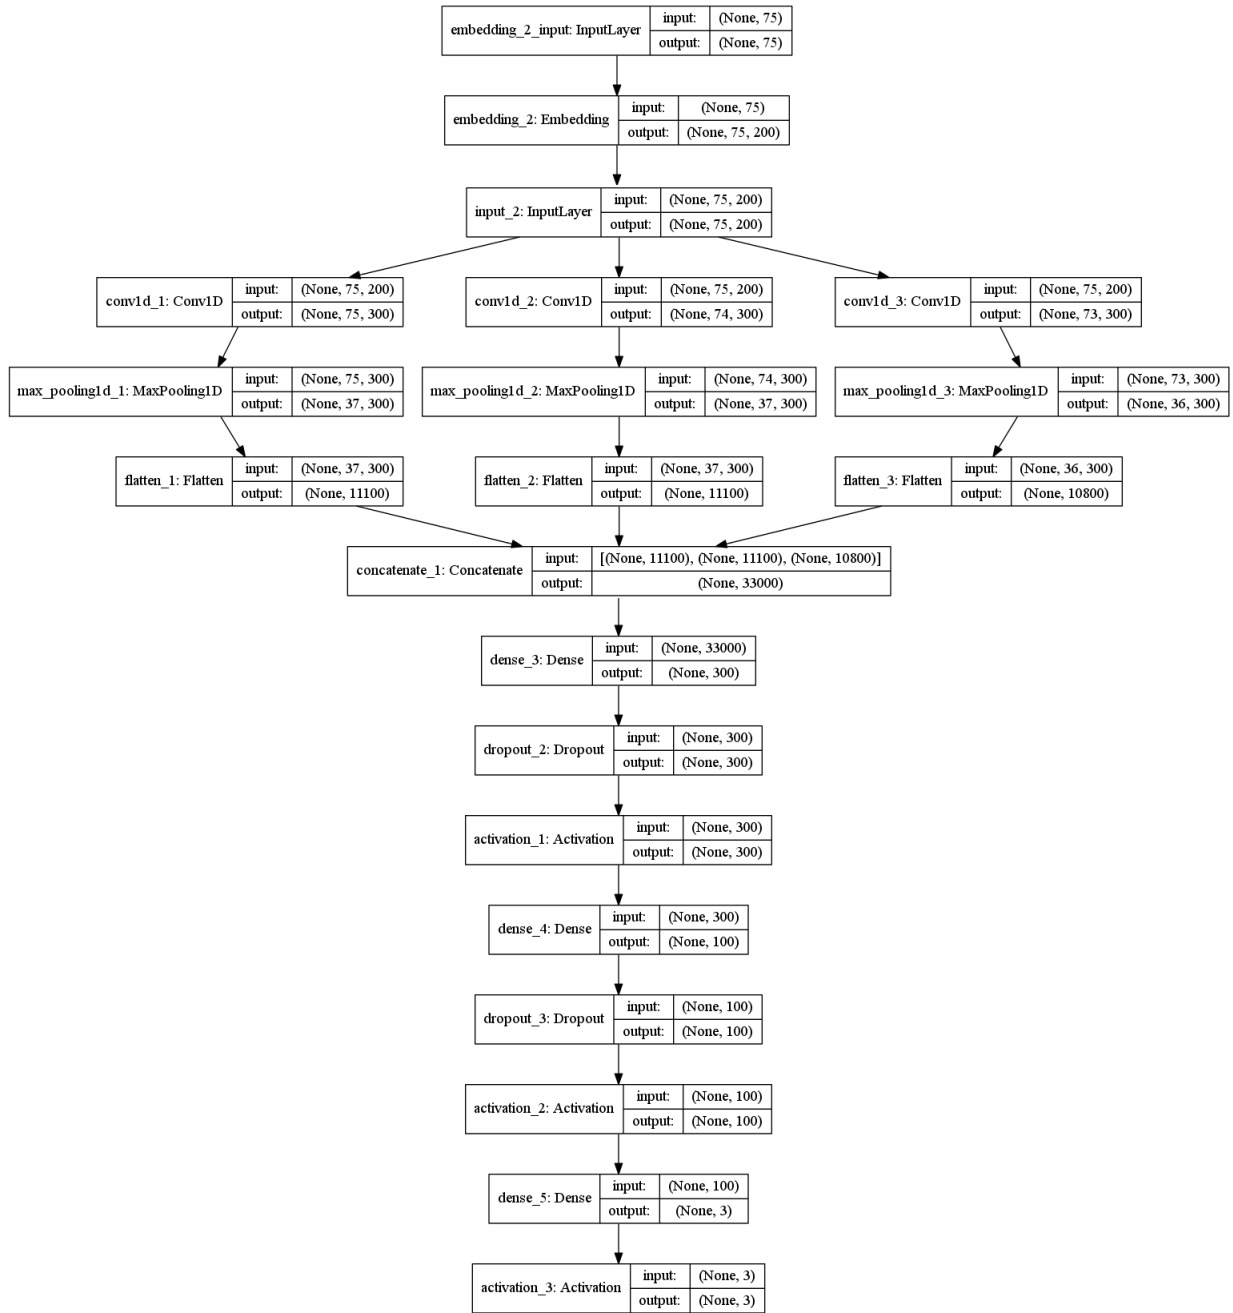 embedding_2_input: InputLayer
input: (None, 75)
output: (None, 75)
embedding_2: Embedding
input: (None, 75)
output: (None, 75, 200)
input_2: InputLayer
input: (None, 75, 200)
output: (None, 75, 200)
conv1d_1: Conv1D
input: (None, 75, 200)
output: (None, 75, 300)
conv1d_2: Conv1D
input: (None, 75, 200)
output: (None, 74, 300)
conv1d_3: Conv1D
input: (None, 75, 200)
output: (None, 73, 300)
max_pooling1d_1: MaxPooling1D
input: (None, 75, 300)
output: (None, 37, 300)
max_pooling1d_2: MaxPooling1D
input: (None, 74, 300)
output: (None, 37, 300)
max_pooling1d_3: MaxPooling1D
input: (None, 73, 300)
output: (None, 36, 300)
flatten_1: Flatten
input: (None, 37, 300)
output: (None, 11100)
flatten_2: Flatten
input: (None, 37, 300)
output: (None, 11100)
flatten_3: Flatten
input: (None, 36, 300)
output: (None, 10800)
concatenate_1: Concatenate
input: [(None, 11100), (None, 11100), (None, 10800)]
output: (None, 33000)
dense_3: Dense
input: (None, 33000)
output: (None, 300)
dropout_2: Dropout
input: (None, 300)
output: (None, 300)
activation_1: Activation
input: (None, 300)
output: (None, 300)
dense_4: Dense
input: (None, 300)
output: (None, 100)
dropout_3: Dropout
input: (None, 100)
output: (None, 100)
activation_2: Activation
input: (None, 100)
output: (None, 100)
dense_5: Dense
input: (None, 100)
output: (None, 3)
activation_3: Activation
input: (None, 3)
output: (None, 3)